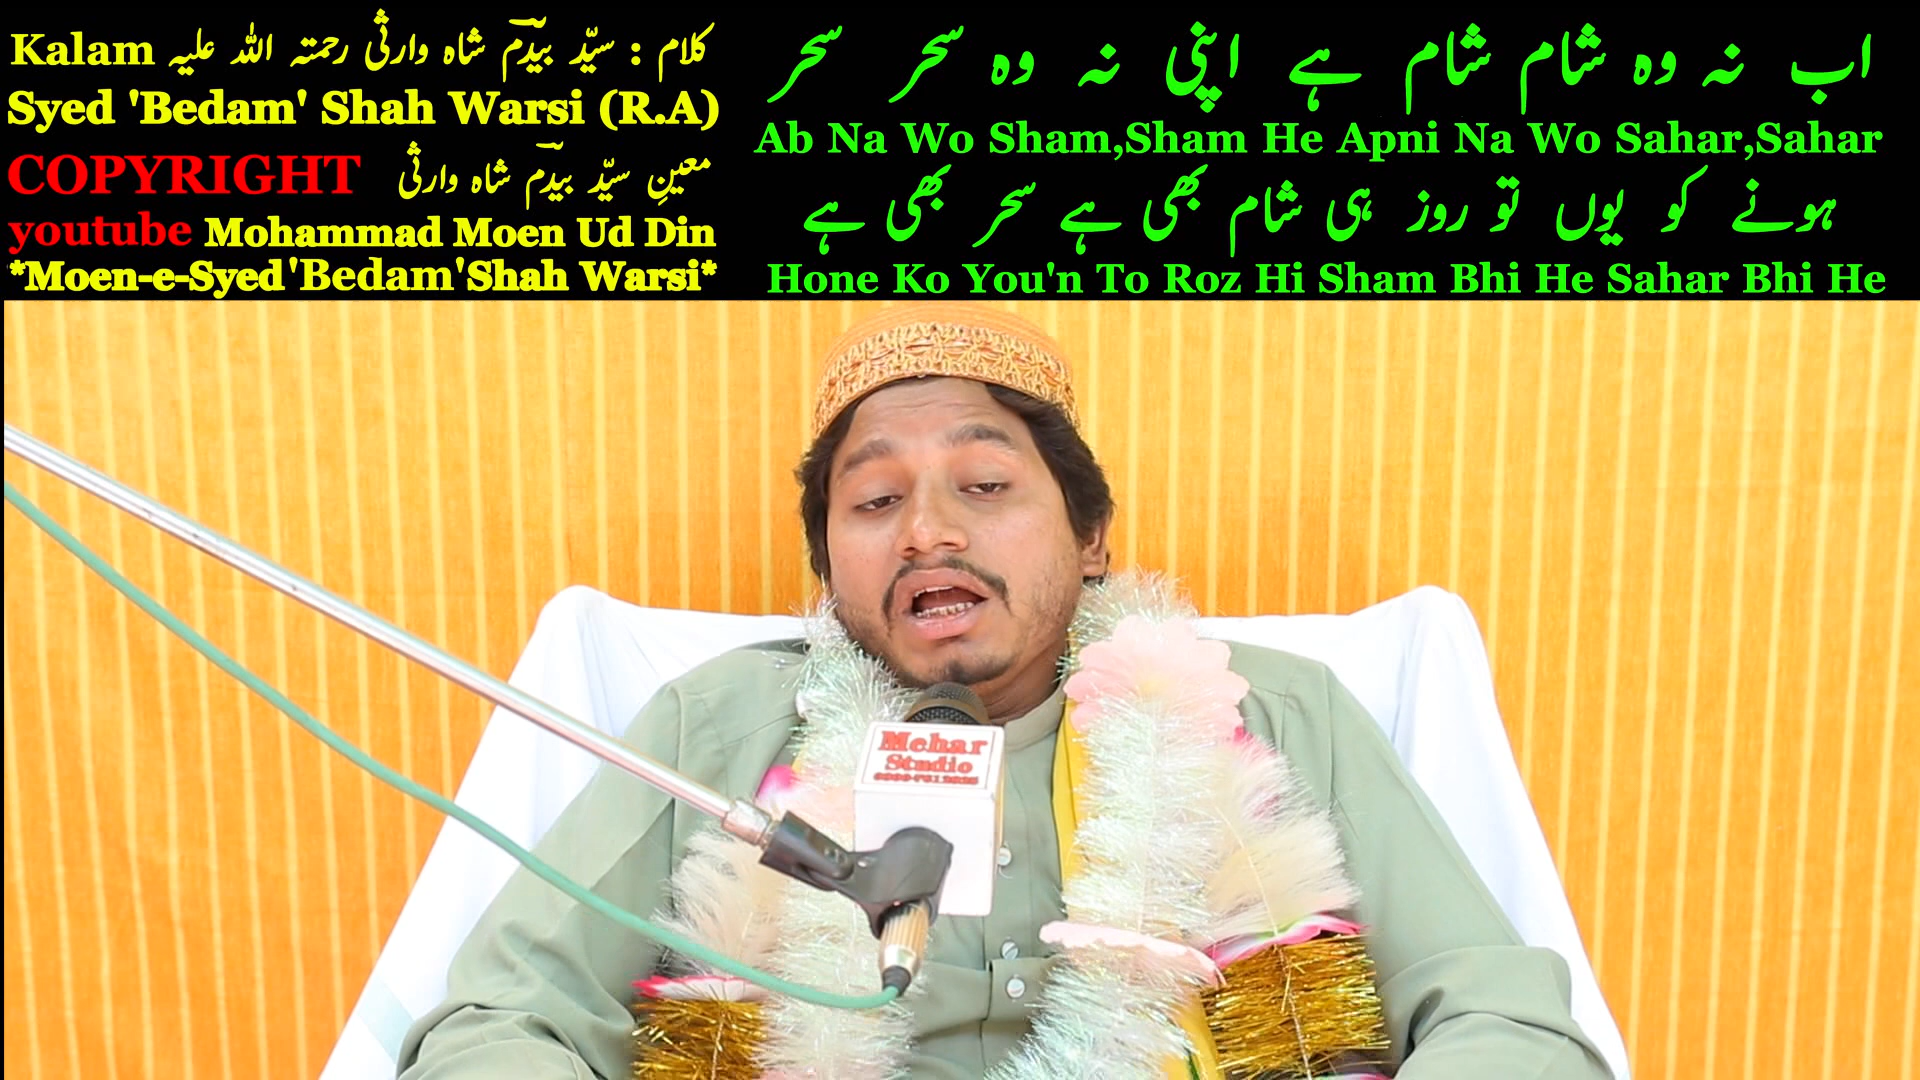 Kalam کلام : سیّد بیدؔم شاہ وارثی رحمتہ اللہ علیہ
Syed 'Bedam' Shah Warsi (R.A)
COPYRIGHT معینِ سیّد بیدؔم شاہ وارثی
youtube Mohammad Moen Ud Din
*Moen-e-Syed 'Bedam' Shah Warsi*
اب نہ وہ شام شام ہے اپنی نہ وہ سحر سحر
Ab Na Wo Sham,Sham He Apni Na Wo Sahar,Sahar
ہونے کو یوں تو روز ہی شام بھی ہے سحر بھی ہے
Hone Ko You'n To Roz Hi Sham Bhi He Sahar Bhi He
Mehar
Studio